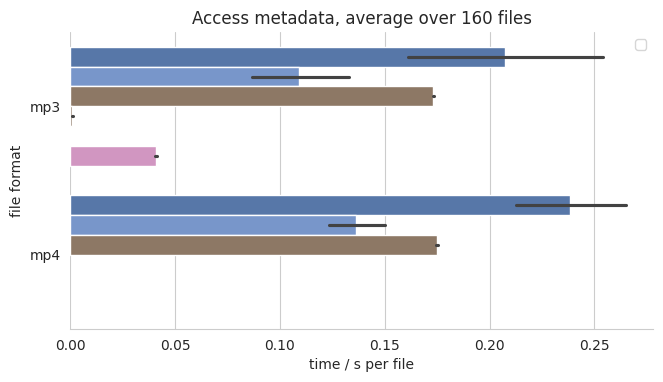 Access metadata, average over 160 files
file format
mp3
mp4
0.00 0.05 0.10 0.15 0.20 0.25
time / s per file